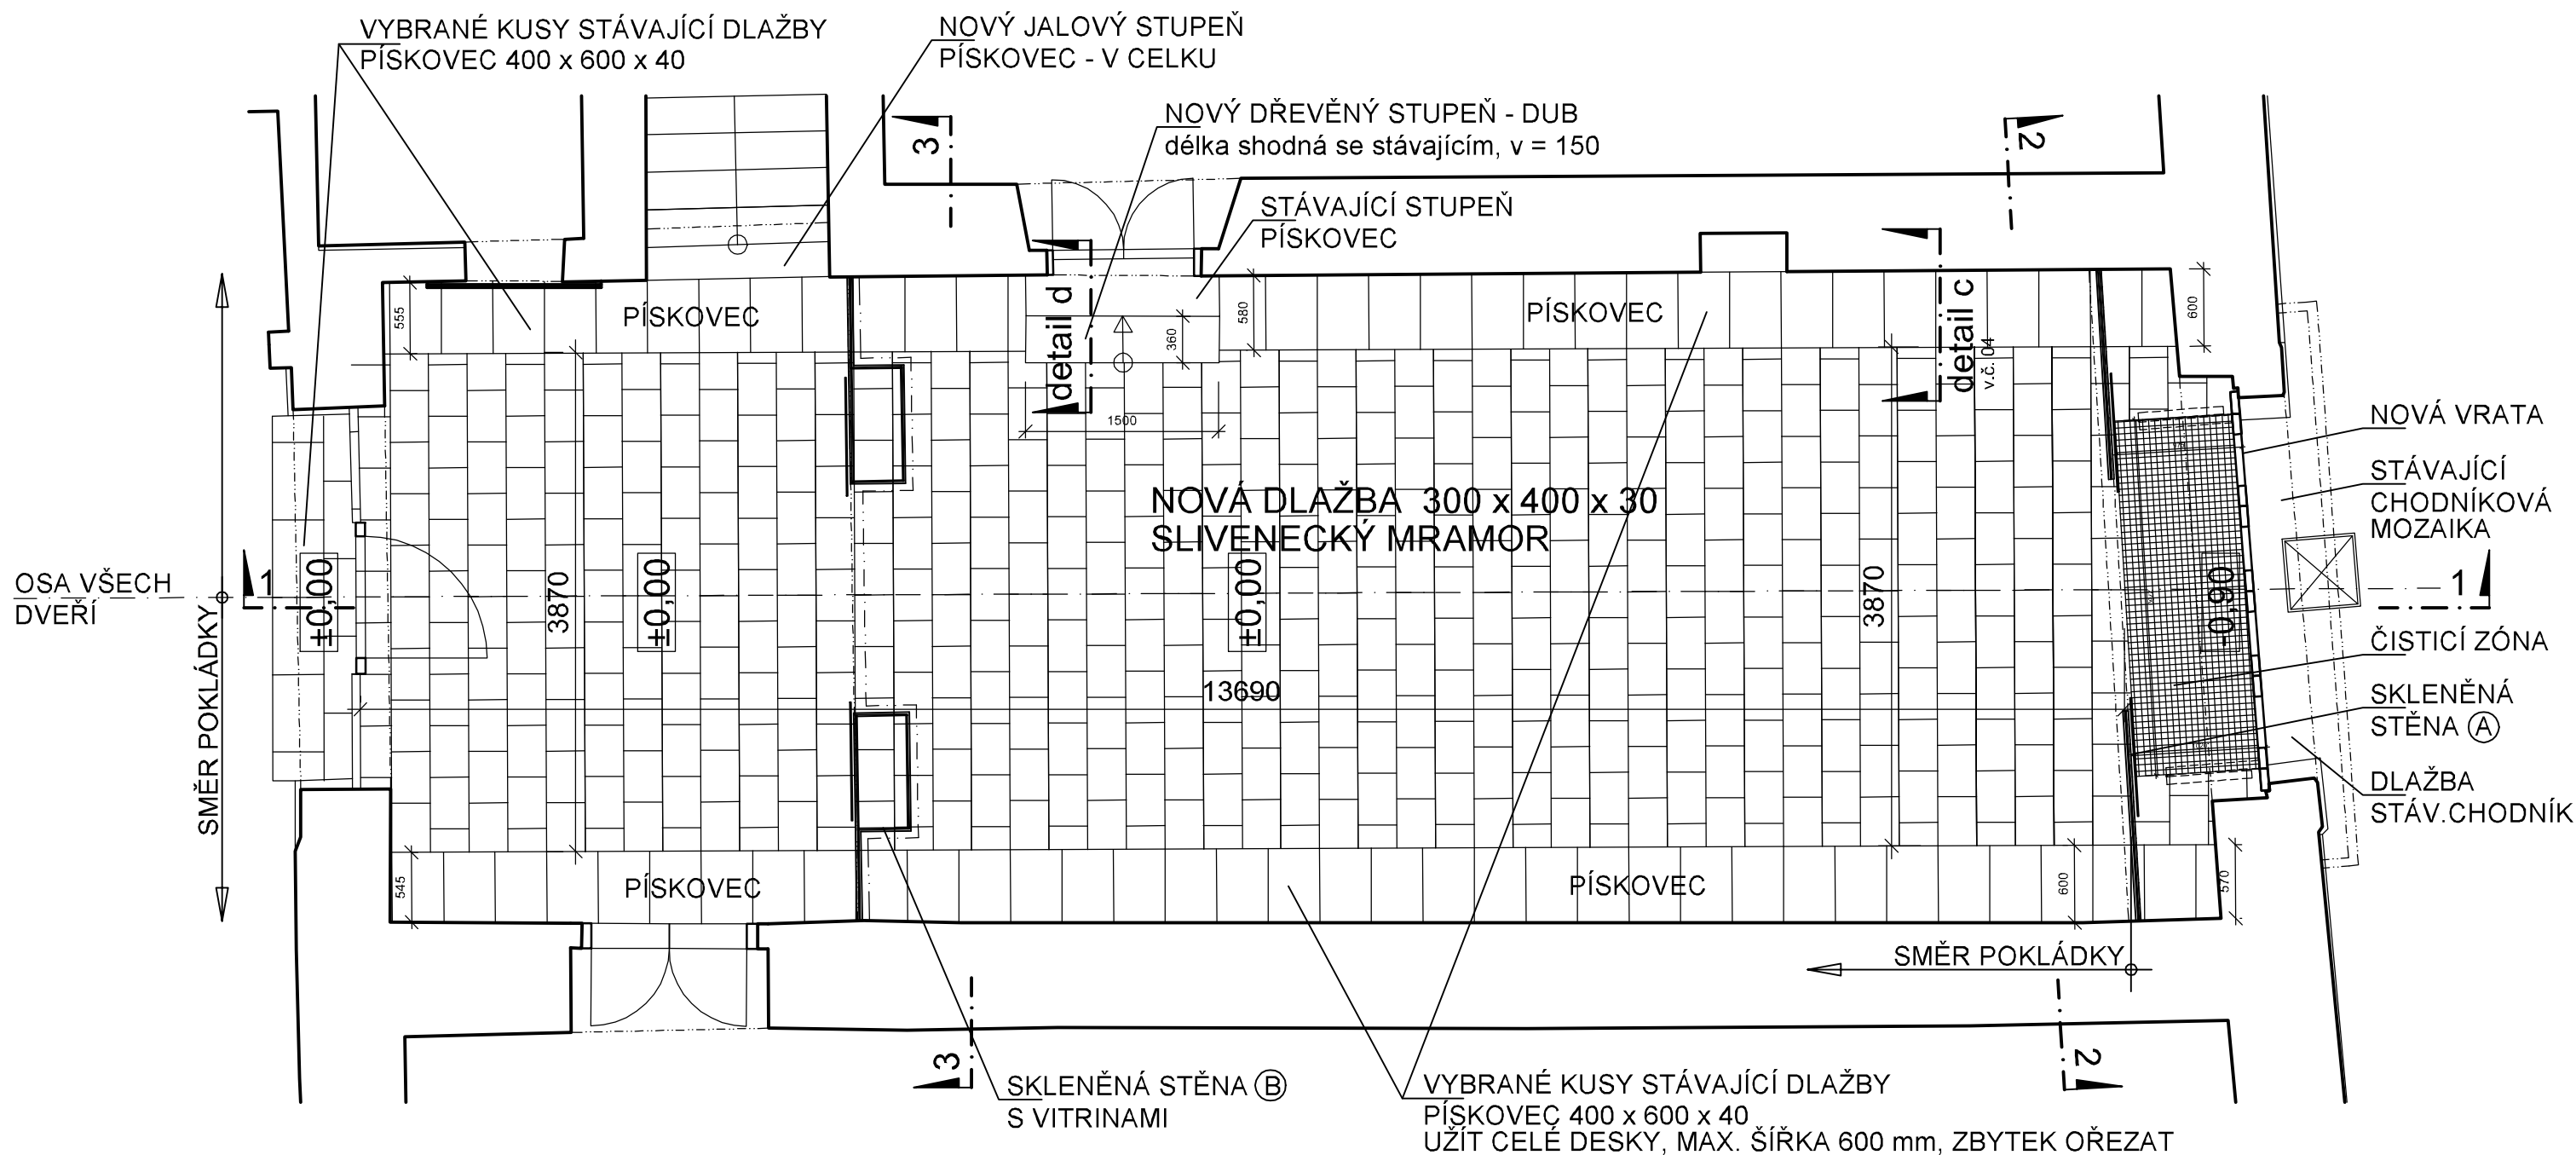 VYBRANÉ KUSY STÁVAJÍCÍ DLAŽBY
PÍSKOVEC 400 x 600 x 40
NOVÝ JALOVÝ STUPEŇ
PÍSKOVEC - V CELKU
NOVÝ DŘEVĚNÝ STUPEŇ - DUB
délka shodná se stávajícím, v = 150
STÁVAJÍCÍ STUPEŇ
PÍSKOVEC
3
2
555
PÍSKOVEC
detail d
360
580
PÍSKOVEC
detail c
v.č. 04
600
1500
NOVÁ VRATA
STÁVAJÍCÍ
CHODNÍKOVÁ
MOZAIKA
NOVÁ DLAŽBA 300 x 400 x 30
SLIVENECKÝ MRAMOR
OSA VŠECH
DVEŘÍ
1
±0,00
3870
±0,00
±0,00
3870
-0,90
1
SMĚR POKLÁDKY
ČISTICÍ ZÓNA
13690
SKLENĚNÁ
STĚNA A
DLAŽBA
STÁV.CHODNÍK
545
PÍSKOVEC
PÍSKOVEC
600
570
SMĚR POKLÁDKY
3
2
SKLENĚNÁ STĚNA B
S VITRINAMI
VYBRANÉ KUSY STÁVAJÍCÍ DLAŽBY
PÍSKOVEC 400 x 600 x 40
UŽÍT CELÉ DESKY, MAX. ŠÍŘKA 600 mm, ZBYTEK OŘEZAT